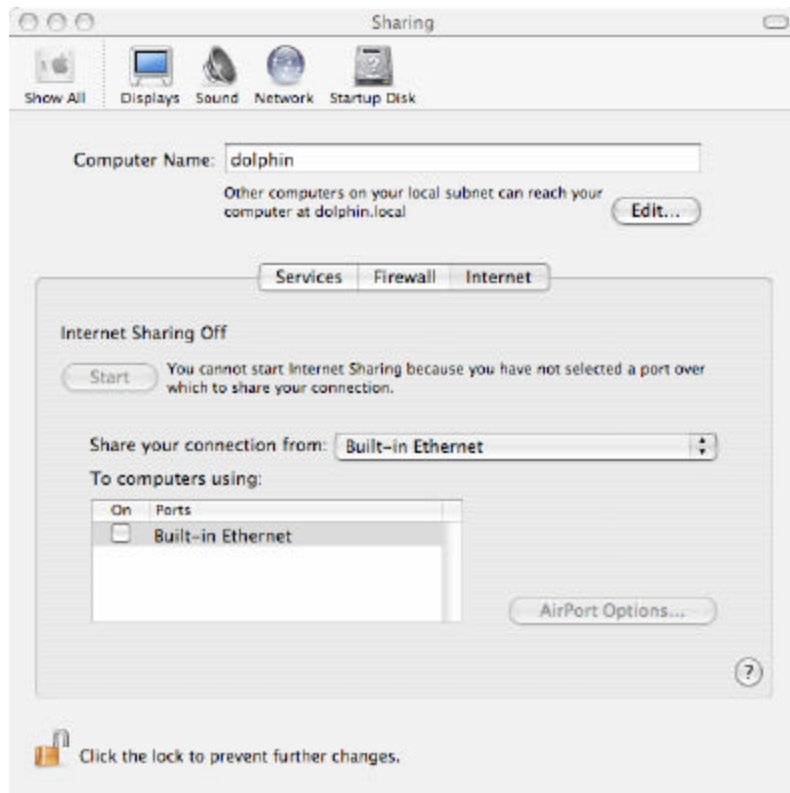 Sharing
Show All Displays Sound Network Startup Disk
Computer Name: dolphin
Other computers on your local subnet can reach your
computer at dolphin.local
Edit...
Services Firewall Internet
Internet Sharing Off
Start
You cannot start Internet Sharing because you have not selected a port over
which to share your connection.
Share your connection from: Built-in Ethernet
To computers using:
On Ports
Built-in Ethernet
AirPort Options...
?
Click the lock to prevent further changes.